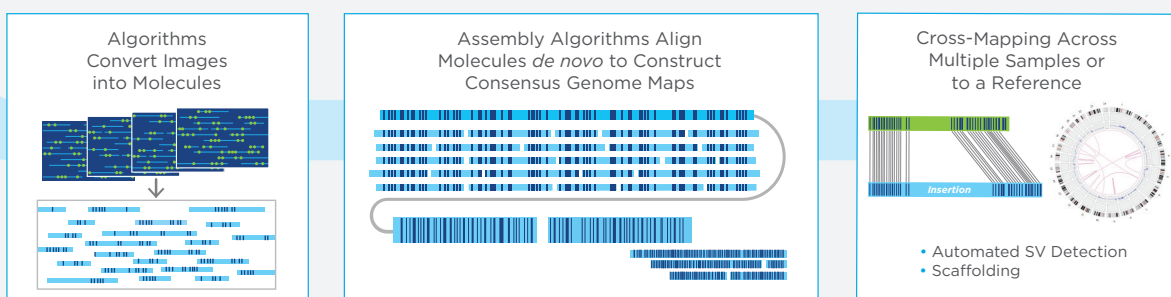 Algorithms
Convert Images
into Molecules
Assembly Algorithms Align
Molecules de novo to Construct
Consensus Genome Maps
Cross-Mapping Across
Multiple Samples or
to a Reference
Insertion
• Automated SV Detection
• Scaffolding